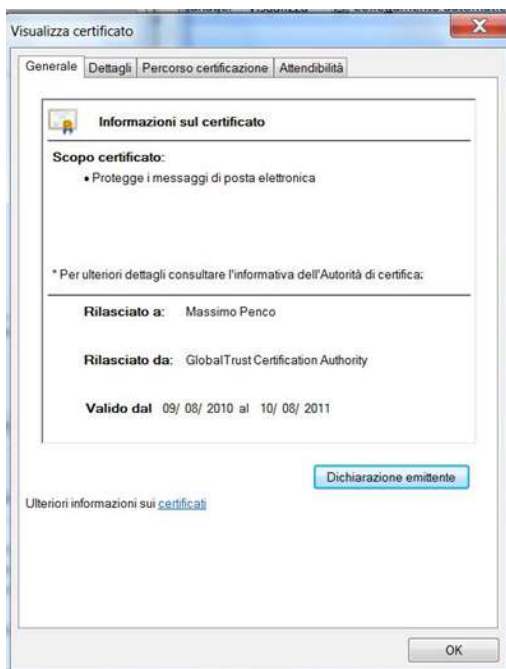 Visualizza certificato
Generale Dettagli Percorso certificazione Attendibilità
Informazioni sul certificato
Scopo certificato:
• Protegge i messaggi di posta elettronica
* Per ulteriori dettagli consultare l'informativa dell'Autorità di certifica:
Rilasciato a: Massimo Penco
Rilasciato da: GlobalTrust Certification Authority
Valido dal 09/ 08/ 2010 al 10/ 08/ 2011
Dichiarazione emittente
Ulteriori informazioni sui certificati
OK